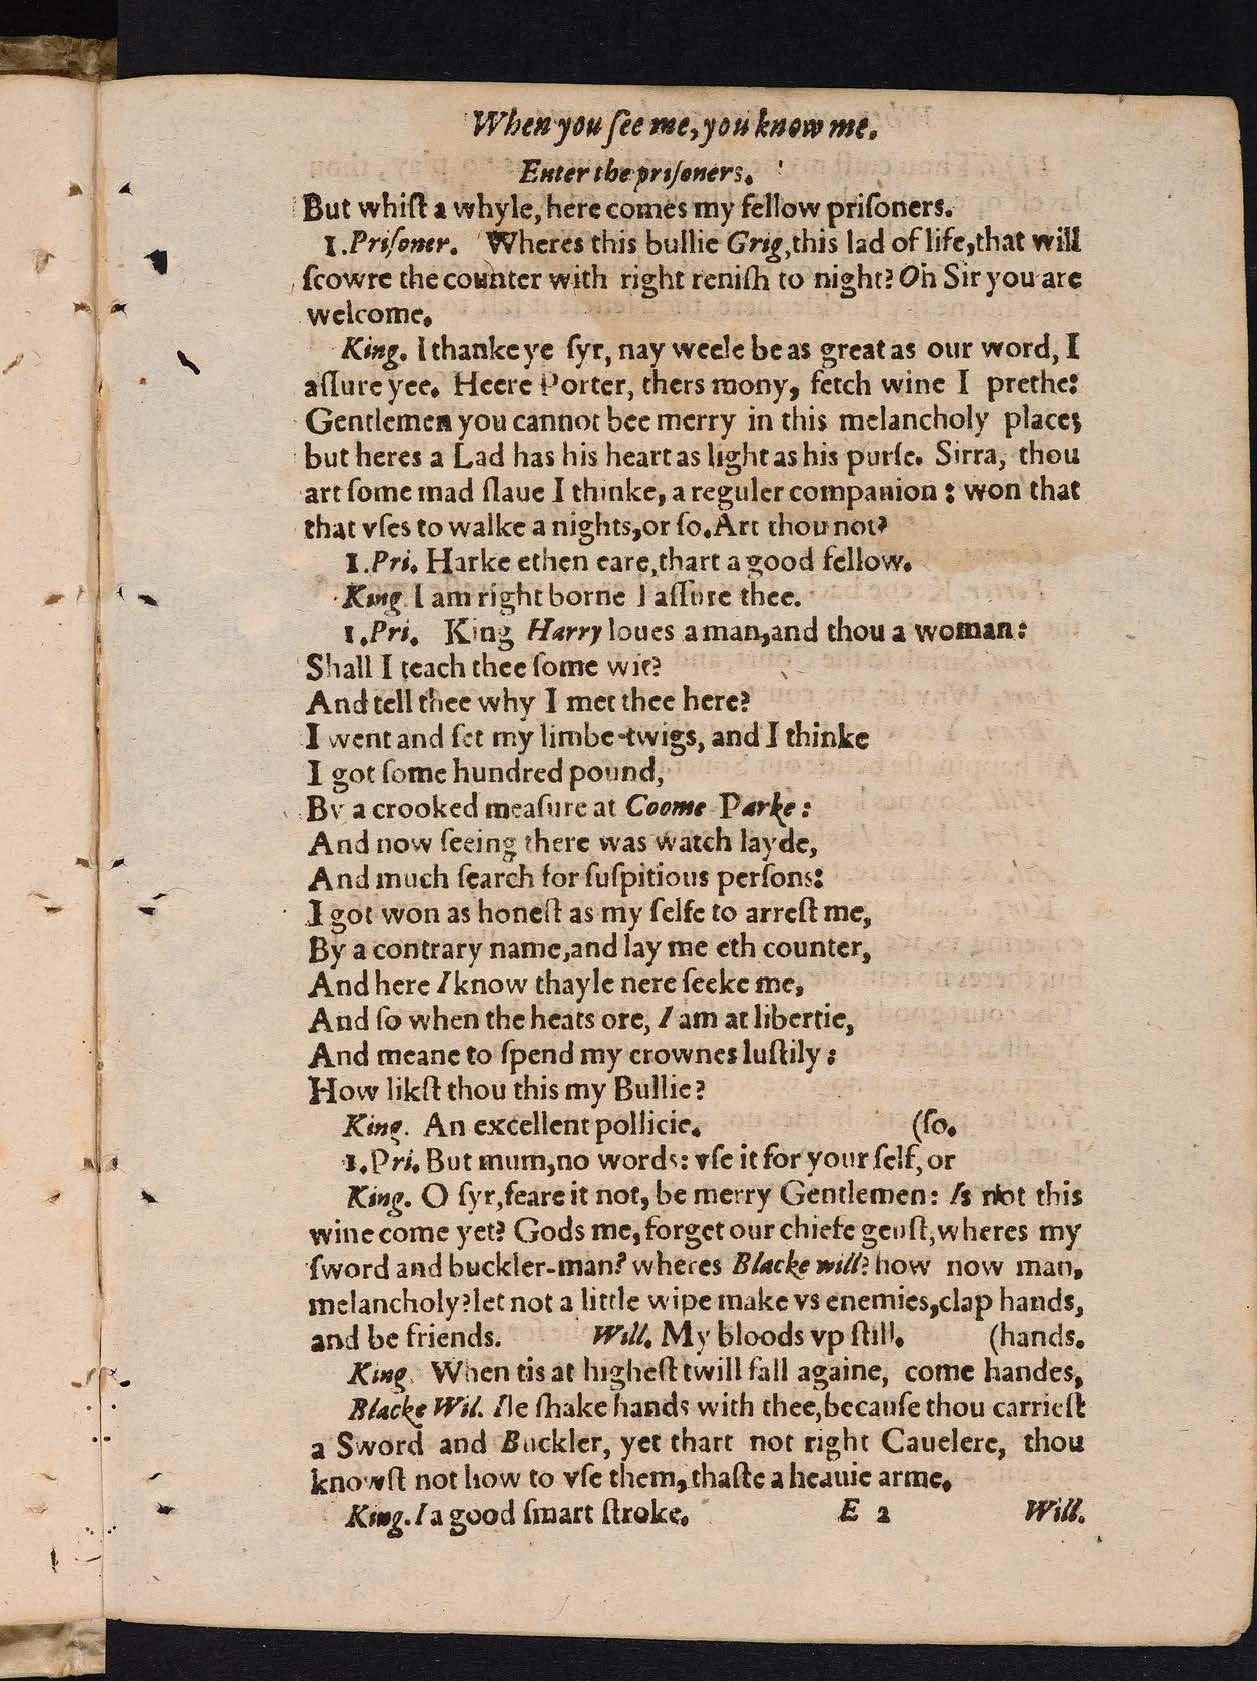 When you ſee me, you know me.
Enter the priſoners.
But whiſt a whyle, here comes my fellow priſoners.
1.Priſoner. Wheres this bullie Grig,this lad of life,that will
ſcowre the counter with right reniſh to night? Oh Sir you are
welcome.
King. I thanke ye ſyr, nay weele be as great as our word, I
aſſure yee. Heere Porter, thers mony, fetch wine I prethe:
Gentlemen you cannot bee merry in this melancholy place;
but heres a Lad has his heart as light as his purſe. Sirra, thou
art ſome mad ſlaue I thinke, a reguler companion : won that
that vſes to walke a nights,or ſo.Art thou not?
1.Pri. Harke ethen eare,thart a good fellow.
King. I am right borne I aſſure thee.
1.Pri. King Harry loues a man,and thou a woman:
Shall I teach thee ſome wit?
And tell thee why I met thee here?
I went and ſet my limbe-twigs, and I thinke
I got ſome hundred pound,
By a crooked meaſure at Coome Parke:
And now ſeeing there was watch layde,
And much ſearch for ſuſpitious perſons:
I got won as honeſt as my ſelfe to arreſt me,
By a contrary name,and lay me eth counter,
And here I know thayle nere ſeeke me,
And ſo when the heats ore, I am at libertie,
And meane to ſpend my crownes luſtily:
How likſt thou this my Bullie?
King. An excellent pollicie. (ſo.
1.Pri. But mum,no words: vſe it for your ſelf, or
King. O ſyr,feare it not, be merry Gentlemen: Is not this
wine come yet? Gods me, forget our chiefe geuſt,wheres my
ſword and buckler-man? wheres Blacke will? how now man,
melancholy?let not a little wipe make vs enemies,clap hands,
and be friends. Will. My bloods vp ſtill. (hands.
King. When tis at higheſt twill fall againe, come handes,
Blacke Wil. Ile ſhake hands with thee,becauſe thou carrieſt
a Sword and Buckler, yet thart not right Cauelere, thou
knowſt not how to vſe them, thaſte a heauie arme.
King. I a good ſmart ſtroke. E 2 Will.